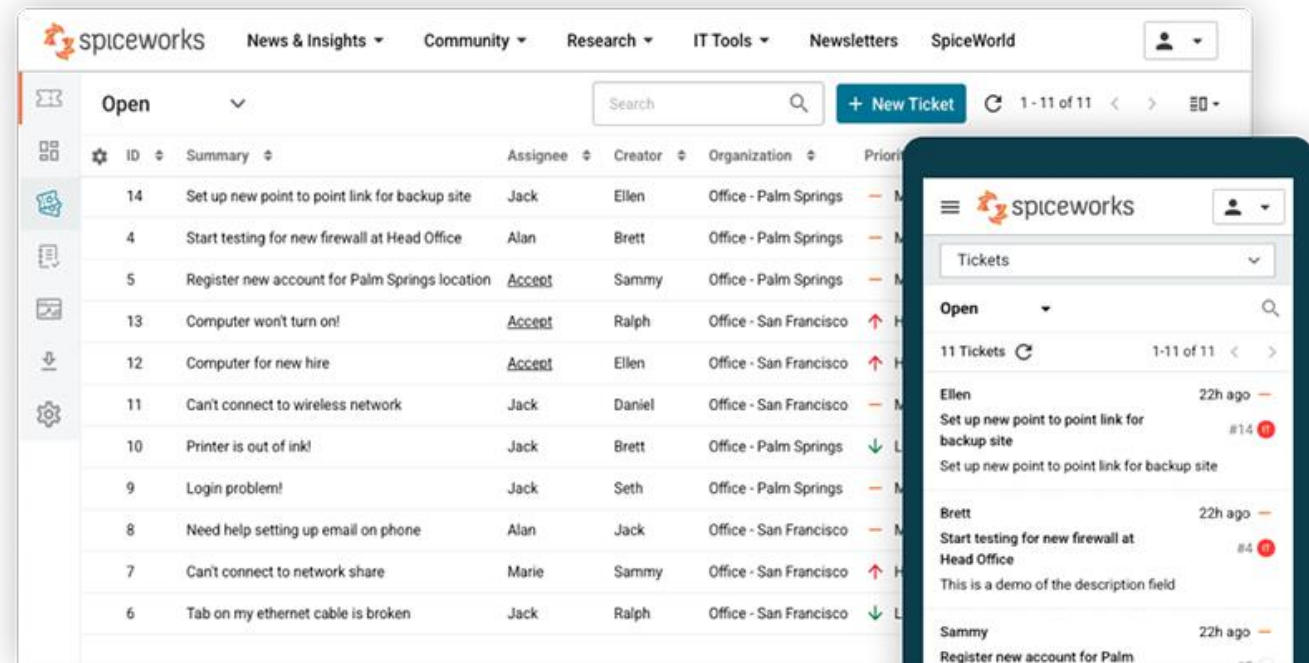 spiceworks News & Insights Community Research IT Tools Newsletters SpiceWorld
Open Search + New Ticket 1 - 11 of 11
ID Summary Assignee Creator Organization
14 Set up new point to point link for backup site Jack Ellen Office - Palm Springs
4 Start testing for new firewall at Head Office Alan Brett Office - Palm Springs
5 Register new account for Palm Springs location Accept Sammy Office - Palm Springs
13 Computer won't turn on! Accept Ralph Office - San Francisco H
12 Computer for new hire Accept Ellen Office - San Francisco H
11 Can't connect to wireless network Jack Daniel Office - San Francisco
10 Printer is out of ink! Jack Brett Office - Palm Springs L
9 Login problem! Jack Seth Office - Palm Springs
8 Need help setting up email on phone Alan Jack Office - San Francisco
7 Can't connect to network share Marie Sammy Office - San Francisco H
6 Tab on my ethernet cable is broken Jack Ralph Office - San Francisco L
spiceworks
Tickets
Open
11 Tickets 1-11 of 11
Ellen 22h ago
Set up new point to point link for
backup site #14 IT
Set up new point to point link for backup site
Brett 22h ago
Start testing for new firewall at
Head Office #4 IT
This is a demo of the description field
Sammy 22h ago
Register new account for Palm